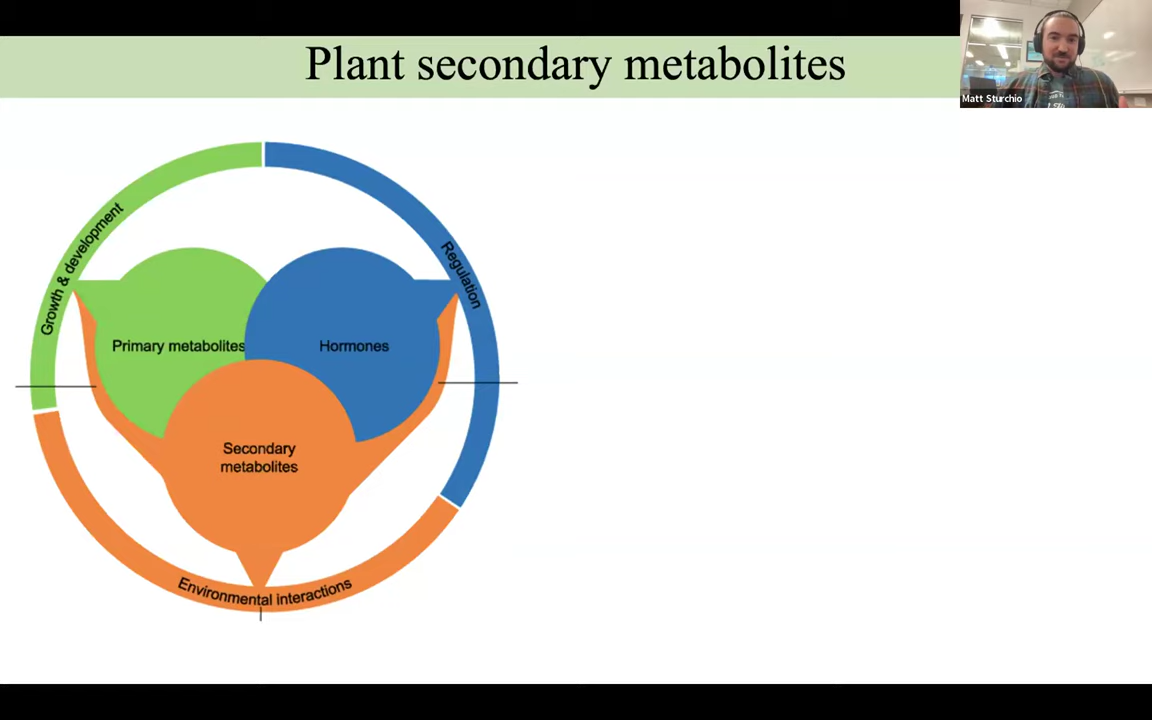 Plant secondary metabolites
Matt Sturchio
Growth & development
Regulation
Primary metabolites
Hormones
Secondary
metabolites
Environmental interactions